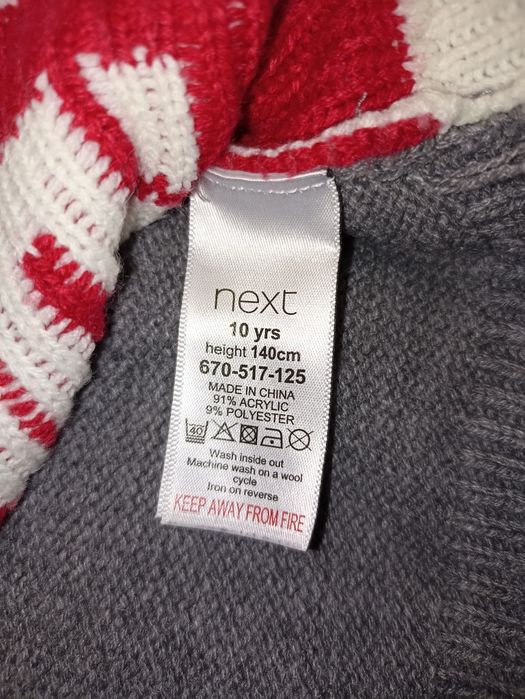 next
10 yrs
height 140cm
670-517-125
MADE IN CHINA
91% ACRYLIC
9% POLYESTER
40
Wash inside out
Machine wash on a wool
cycle
Iron on reverse
KEEP AWAY FROM FIRE